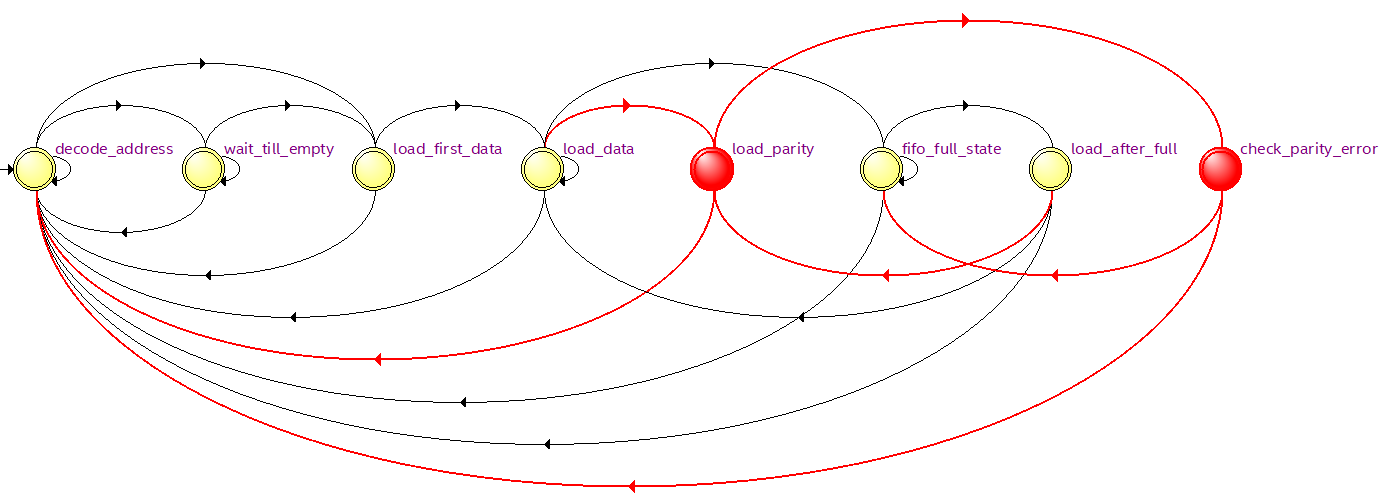 decode_address
wait_till_empty
load_first_data
load_data
load_parity
fifo_full_state
load_after_full
check_parity_error